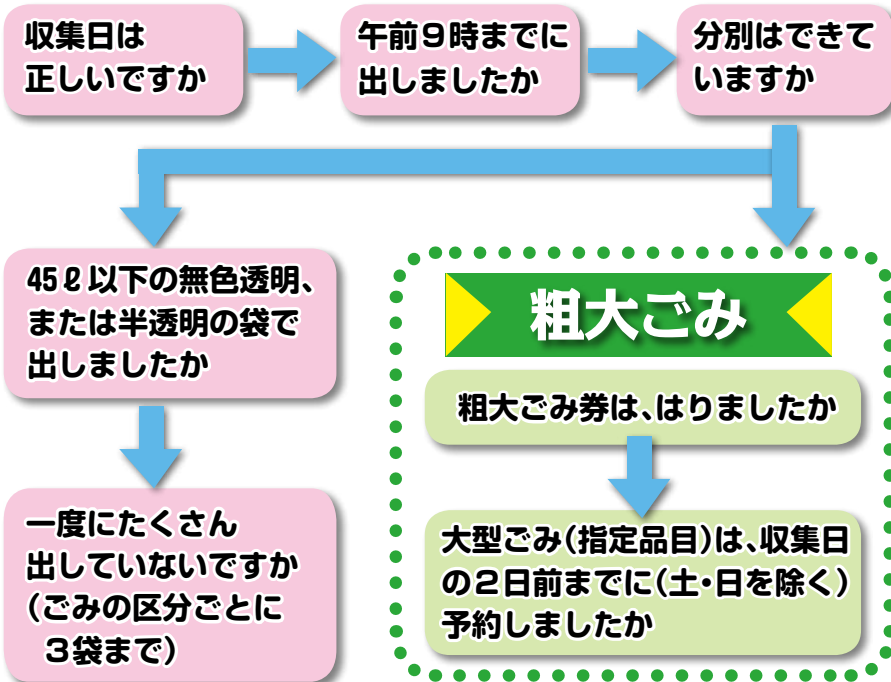 収集日は
正しいですか
午前９時までに
出しましたか
分別はできて
いますか
45ℓ以下の無色透明、
または半透明の袋で
出しましたか
一度にたくさん
出していないですか
（ごみの区分ごとに
３袋まで）
粗大ごみ
粗大ごみ券は、はりましたか
大型ごみ（指定品目）は、収集日
の２日前までに（土・日を除く）
予約しましたか